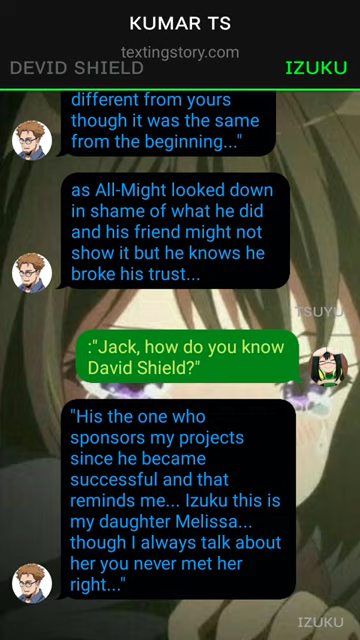 KUMAR TS
textingstory.com
DEVID SHIELD
IZUKU
different from yours
though it was the same
from the beginning..."
as All-Might looked down
in shame of what he did
and his friend might not
show it but he knows he
broke his trust...
TSUYU
:"Jack, how do you know
David Shield?"
"His the one who
sponsors my projects
since he became
successful and that
reminds me... Izuku this is
my daughter Melissa...
though I always talk about
her you never met her
right..."
IZUKU